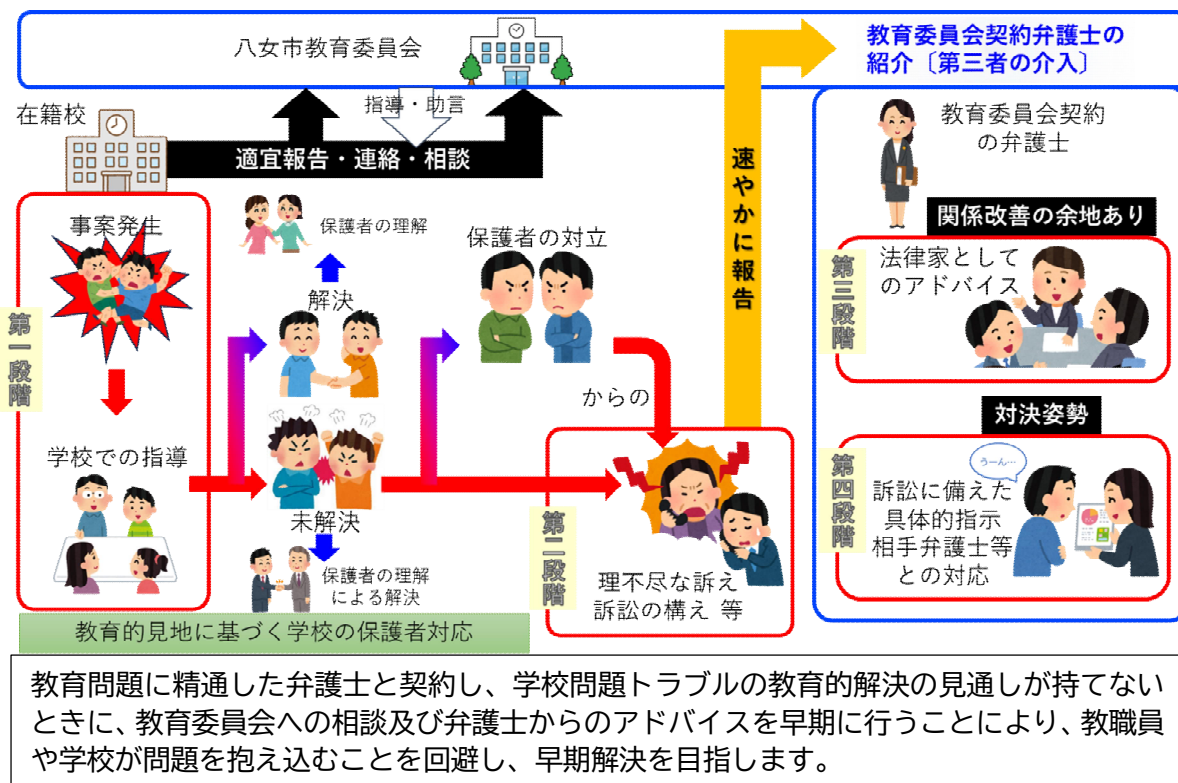 八女市教育委員会
教育委員会契約弁護士の
紹介〔第三者の介入〕
指導・助言
在籍校
適宜報告・連絡・相談
速やかに報告
教育委員会契約
の弁護士
事案発生
保護者の理解
保護者の対立
関係改善の余地あり
第三段階
法律家として
のアドバイス
解決
第一段階
からの
対決姿勢
学校での指導
未解決
第二段階
第四段階
うーん…
訴訟に備えた
具体的指示
相手弁護士等
との対応
保護者の理解
による解決
理不尽な訴え
訴訟の構え 等
教育的見地に基づく学校の保護者対応
教育問題に精通した弁護士と契約し、学校問題トラブルの教育的解決の見通しが持てない
ときに、教育委員会への相談及び弁護士からのアドバイスを早期に行うことにより、教職員
や学校が問題を抱え込むことを回避し、早期解決を目指します。